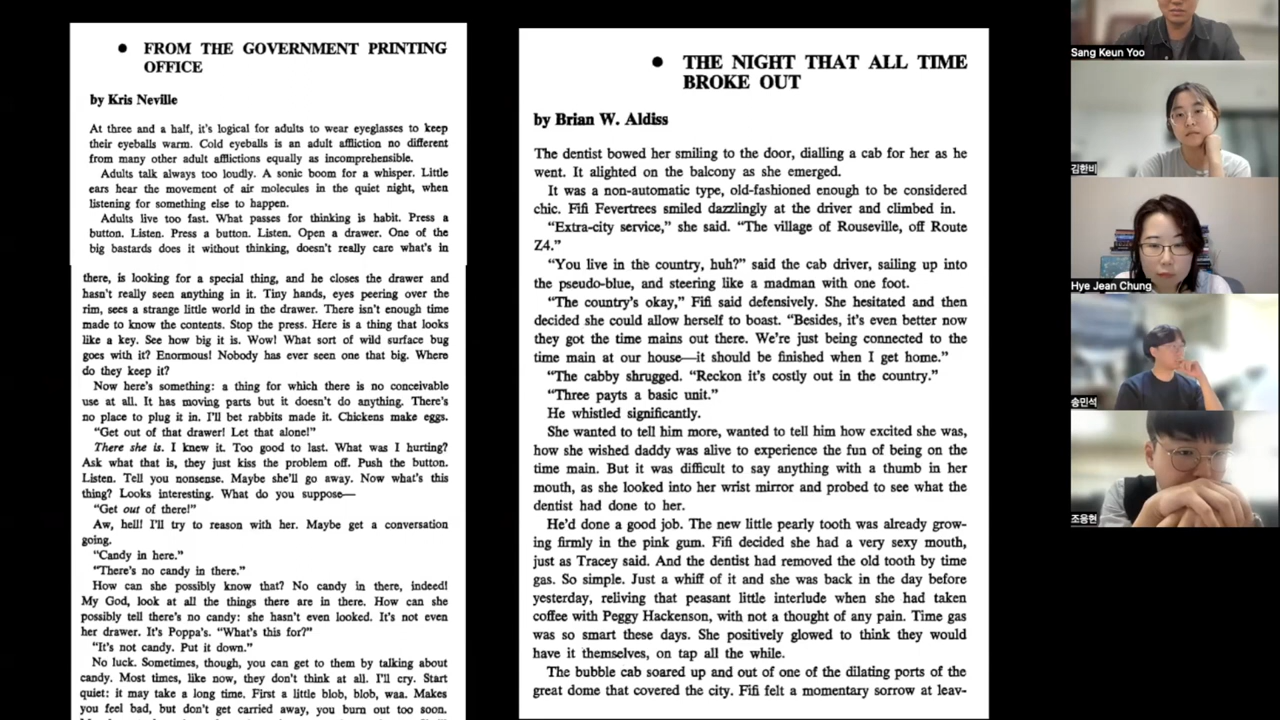 ● FROM THE GOVERNMENT PRINTING
OFFICE
by Kris Neville
At three and a half, it's logical for adults to wear eyeglasses to keep
their eyeballs warm. Cold eyeballs is an adult affliction no different
from many other adult afflictions equally as incomprehensible.
Adults talk always too loudly. A sonic boom for a whisper. Little
ears hear the movement of air molecules in the quiet night, when
listening for something else to happen.
Adults live too fast. What passes for thinking is habit. Press a
button. Listen. Press a button. Listen. Open a drawer. One of the
big bastards does it without thinking, doesn't really care what's in
there, is looking for a special thing, and he closes the drawer and
hasn't really seen anything in it. Tiny hands, eyes peering over the
rim, sees a strange little world in the drawer. There isn't enough time
made to know the contents. Stop the press. Here is a thing that looks
like a key. See how big it is. Wow! What sort of wild surface bug
goes with it? Enormous! Nobody has ever seen one that big. Where
do they keep it?
Now here's something: a thing for which there is no conceivable
use at all. It has moving parts but it doesn't do anything. There's
no place to plug it in. I'll bet rabbits made it. Chickens make eggs.
"Get out of that drawer! Let that alone!"
There she is. I knew it. Too good to last. What was I hurting?
Ask what that is, they just kiss the problem off. Push the button.
Listen. Tell you nonsense. Maybe she'll go away. Now what's this
thing? Looks interesting. What do you suppose—
"Get out of there!"
Aw, hell! I'll try to reason with her. Maybe get a conversation
going.
"Candy in here."
"There's no candy in there."
How can she possibly know that? No candy in there, indeed!
My God, look at all the things there are in there. How can she
possibly tell there's no candy: she hasn't even looked. It's not even
her drawer. It's Poppa's. "What's this for?"
"It's not candy. Put it down."
No luck. Sometimes, though, you can get to them by talking about
candy. Most times, like now, they don't think at all. I'll cry. Start
quiet: it may take a long time. First a little blob, blob, waa. Makes
you feel bad, but don't get carried away, you burn out too soon.
● THE NIGHT THAT ALL TIME
BROKE OUT
by Brian W. Aldiss
The dentist bowed her smiling to the door, dialling a cab for her as he
went. It alighted on the balcony as she emerged.
It was a non-automatic type, old-fashioned enough to be considered
chic. Fifi Fevertrees smiled dazzlingly at the driver and climbed in.
"Extra-city service," she said. "The village of Rouseville, off Route
Z4."
"You live in the country, huh?" said the cab driver, sailing up into
the pseudo-blue, and steering like a madman with one foot.
"The country's okay," Fifi said defensively. She hesitated and then
decided she could allow herself to boast. "Besides, it's even better now
they got the time mains out there. We're just being connected to the
time main at our house—it should be finished when I get home."
"The cabby shrugged. "Reckon it's costly out in the country."
"Three payts a basic unit."
He whistled significantly.
She wanted to tell him more, wanted to tell him how excited she was,
how she wished daddy was alive to experience the fun of being on the
time main. But it was difficult to say anything with a thumb in her
mouth, as she looked into her wrist mirror and probed to see what the
dentist had done to her.
He'd done a good job. The new little pearly tooth was already grow-
ing firmly in the pink gum. Fifi decided she had a very sexy mouth,
just as Tracey said. And the dentist had removed the old tooth by time
gas. So simple. Just a whiff of it and she was back in the day before
yesterday, reliving that peasant little interlude when she had taken
coffee with Peggy Hackenson, with not a thought of any pain. Time gas
was so smart these days. She positively glowed to think they would
have it themselves, on tap all the while.
The bubble cab soared up and out of one of the dilating ports of the
great dome that covered the city. Fifi felt a momentary sorrow at leav-
Sang Keun Yoo
김한비
Hye Jean Chung
송민석
조응현